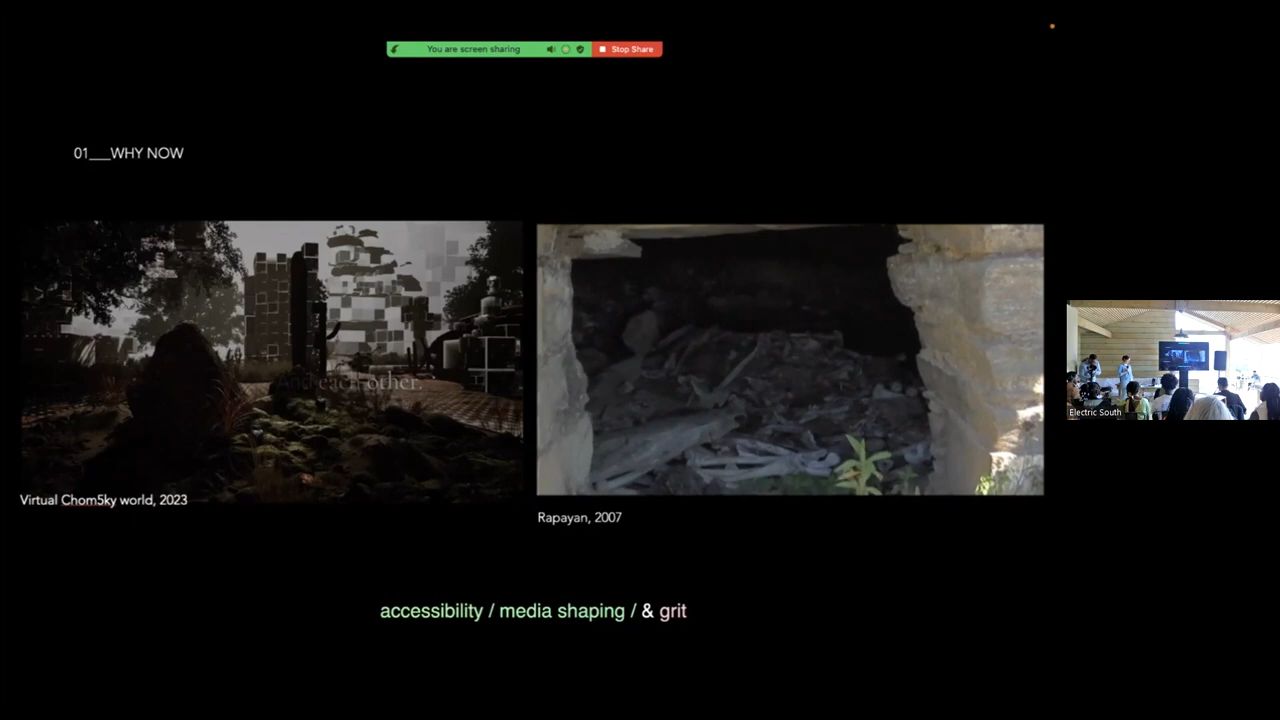 You are screen sharing
Stop Share
01___WHY NOW
And each other.
Virtual Chom5ky world, 2023
Rapayan, 2007
accessibility / media shaping / & grit
Electric South